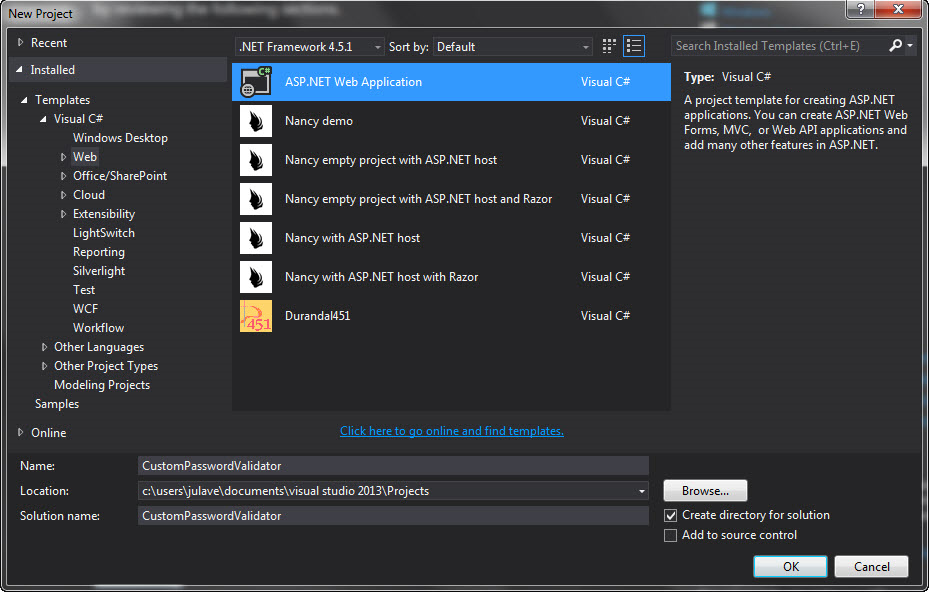 New Project
by reviewing the following sections.
Recent
Installed
Templates
Visual C#
Windows Desktop
Web
Office/SharePoint
Cloud
Extensibility
LightSwitch
Reporting
Silverlight
Test
WCF
Workflow
Other Languages
Other Project Types
Modeling Projects
Samples
Online
.NET Framework 4.5.1 Sort by: Default
ASP.NET Web Application Visual C#
Nancy demo Visual C#
Nancy empty project with ASP.NET host Visual C#
Nancy empty project with ASP.NET host and Razor Visual C#
Nancy with ASP.NET host Visual C#
Nancy with ASP.NET host with Razor Visual C#
Durandal451 Visual C#
Click here to go online and find templates.
Search Installed Templates (Ctrl+E)
Type: Visual C#
A project template for creating ASP.NET
applications. You can create ASP.NET Web
Forms, MVC, or Web API applications and
add many other features in ASP.NET.
Name: CustomPasswordValidator
Location: c:\users\julave\documents\visual studio 2013\Projects
Browse...
Solution name: CustomPasswordValidator
Create directory for solution
Add to source control
OK Cancel